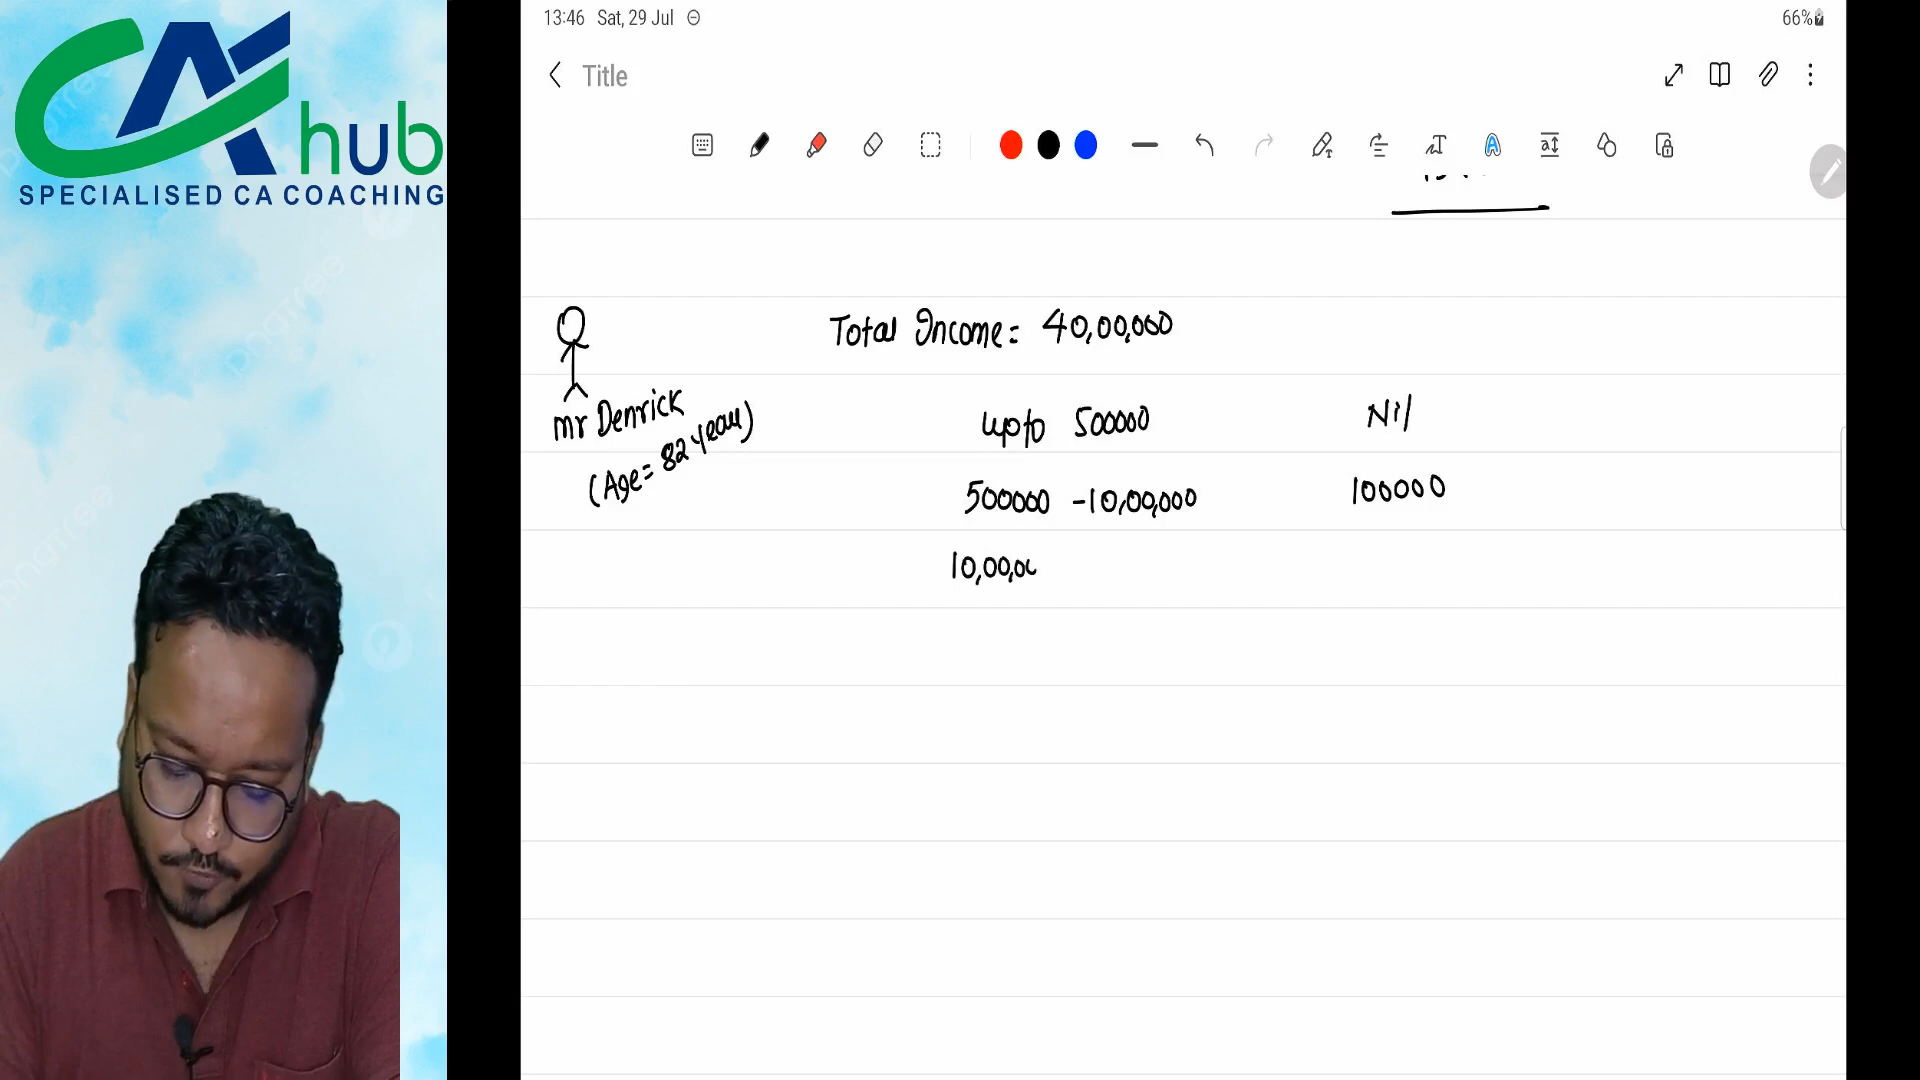 CA hub
SPECIALISED CA COACHING
13:46 Sat, 29 Jul
66%
Title
Total Income = 40,00,000
mr Denrick
(Age = 82 year)
upto 500000 Nil
500000 - 10,00,000 100000
10,00,00